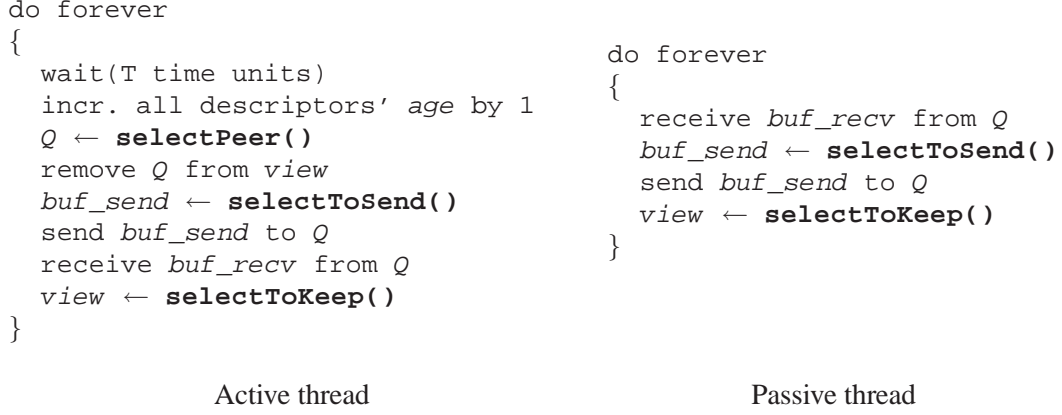 do forever
{
wait(T time units)
incr. all descriptors’ age by 1
Q ← selectPeer()
remove Q from view
buf_send ← selectToSend()
send buf_send to Q
receive buf_recv from Q
view ← selectToKeep()
}
Active thread
do forever
{
receive buf_recv from Q
buf_send ← selectToSend()
send buf_send to Q
view ← selectToKeep()
}
Passive thread